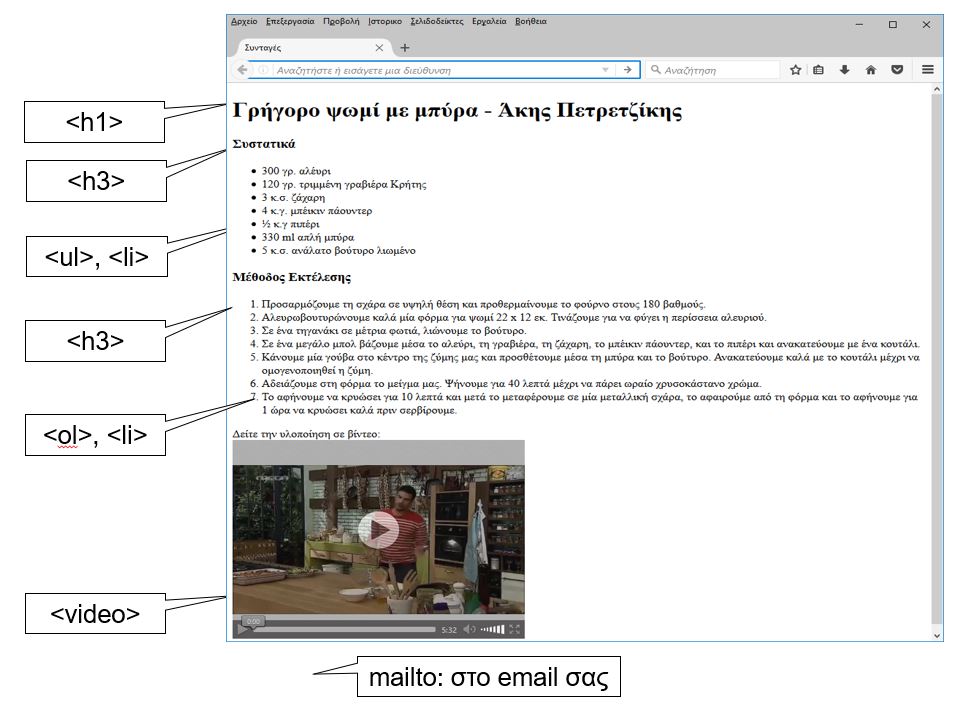 Αρχείο Επεξεργασία Προβολή Ιστορικο Σελιδοδείκτες Εργαλεία Βοήθεια
Συνταγές
Αναζητήστε ή εισάγετε μια διεύθυνση
Αναζήτηση
<h1>
Γρήγορο ψωμί με μπύρα - Άκης Πετρετζίκης
<h3>
Συστατικά
• 300 γρ. αλέυρι
• 120 γρ. τριμμένη γραβιέρα Κρήτης
• 3 κ.σ. ζάχαρη
• 4 κ.γ. μπέικιν πάουντερ
• ½ κ.γ πιπέρι
• 330 ml απλή μπύρα
• 5 κ.σ. ανάλατο βούτυρο λιωμένο
<ul>, <li>
Μέθοδος Εκτέλεσης
<h3>
1. Προσαρμόζουμε τη σχάρα σε υψηλή θέση και προθερμαίνουμε το φούρνο στους 180 βαθμούς.
2. Αλευρωβουτυρώνουμε καλά μία φόρμα για ψωμί 22 x 12 εκ. Τινάζουμε για να φύγει η περίσσεια αλευριού.
3. Σε ένα τηγανάκι σε μέτρια φωτιά, λιώνουμε το βούτυρο.
4. Σε ένα μεγάλο μπολ βάζουμε μέσα το αλεύρι, τη γραβιέρα, τη ζάχαρη, το μπέικιν πάουντερ, και το πιπέρι και ανακατεύουμε με ένα κουτάλι.
5. Κάνουμε μία γούβα στο κέντρο της ζύμης μας και προσθέτουμε μέσα τη μπύρα και το βούτυρο. Ανακατεύουμε καλά με το κουτάλι μέχρι να
ομογενοποιηθεί η ζύμη.
6. Αδειάζουμε στη φόρμα το μείγμα μας. Ψήνουμε για 40 λεπτά μέχρι να πάρει ωραίο χρυσοκάστανο χρώμα.
7. Το αφήνουμε να κρυώσει για 10 λεπτά και μετά το μεταφέρουμε σε μία μεταλλική σχάρα, το αφαιρούμε από τη φόρμα και το αφήνουμε για
1 ώρα να κρυώσει καλά πριν σερβίρουμε.
<ol>, <li>
Δείτε την υλοποίηση σε βίντεο:
<video>
0:00
5:32
mailto: στο email σας